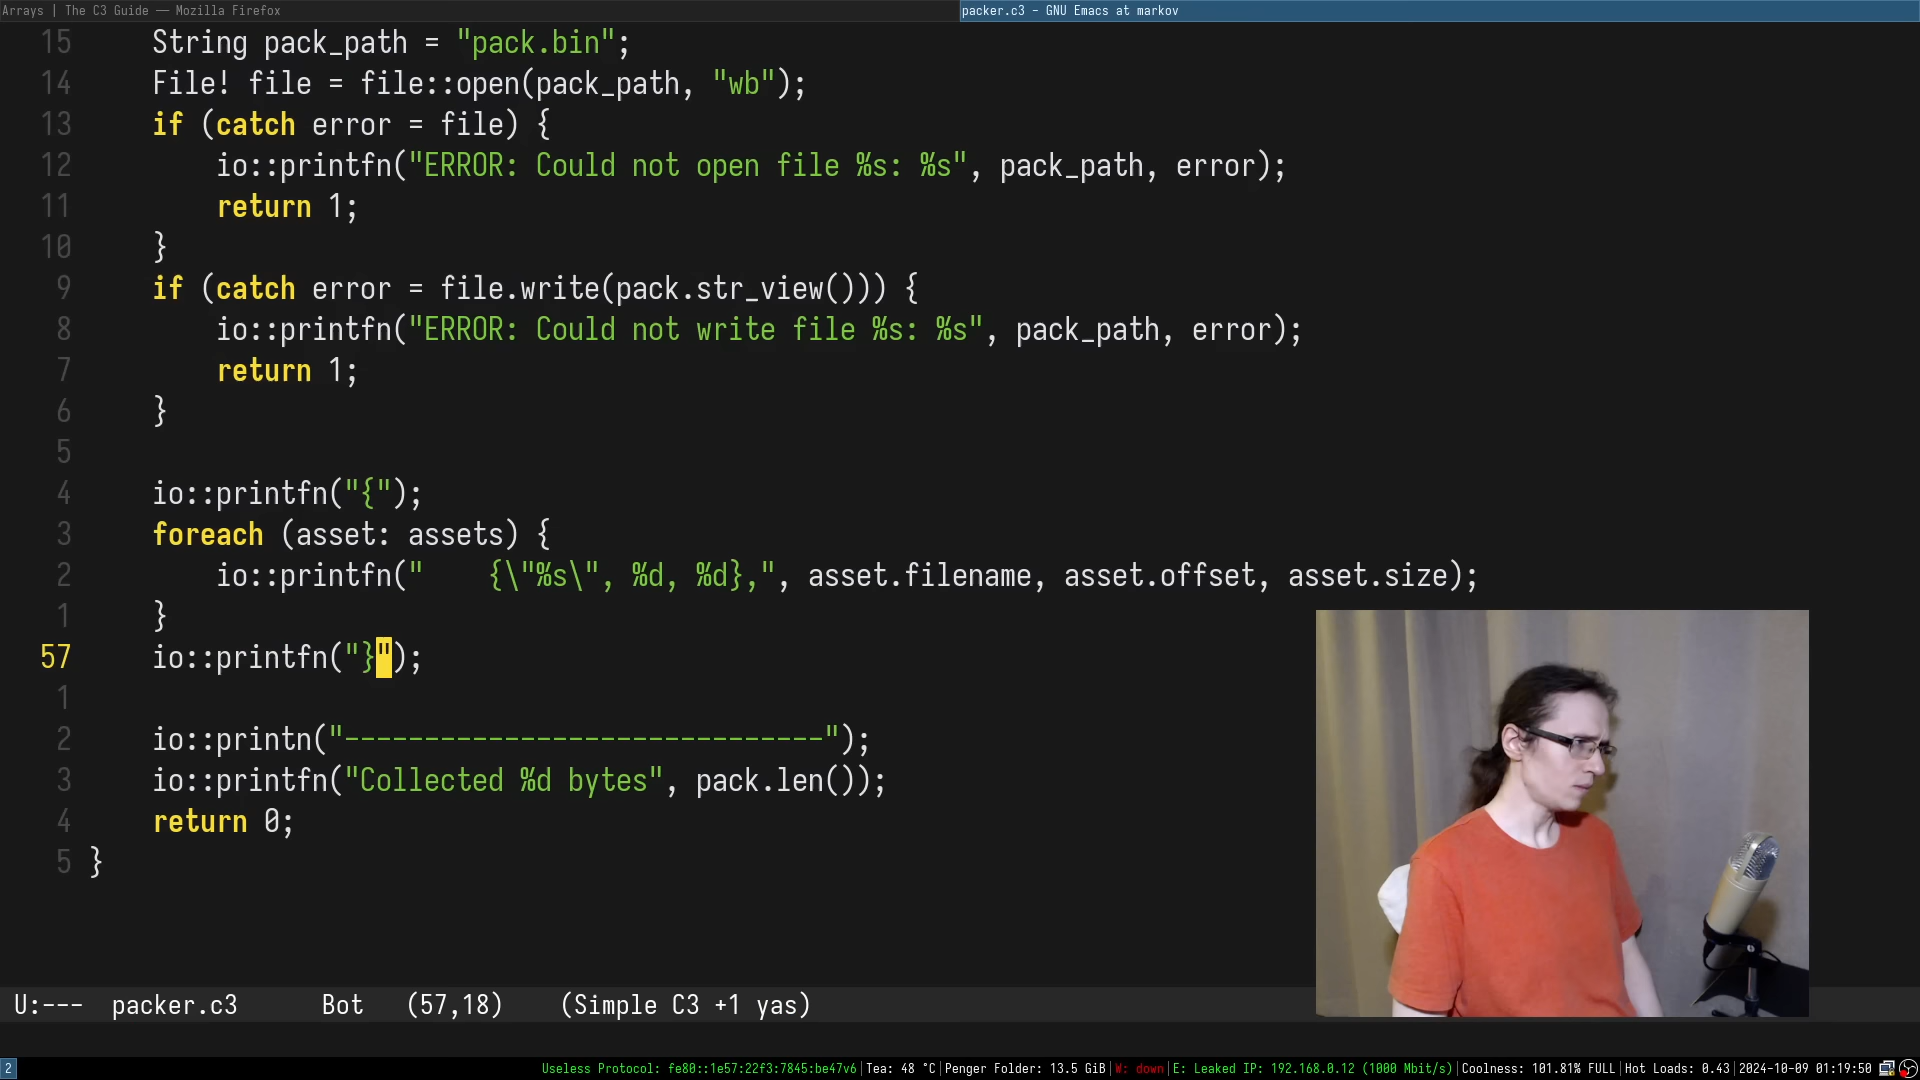 Arrays | The C3 Guide — Mozilla Firefox
packer.c3 - GNU Emacs at markov
15 String pack_path = "pack.bin";
14 File! file = file::open(pack_path, "wb");
13 if (catch error = file) {
12 io::printfn("ERROR: Could not open file %s: %s", pack_path, error);
11 return 1;
10 }
9 if (catch error = file.write(pack.str_view())) {
8 io::printfn("ERROR: Could not write file %s: %s", pack_path, error);
7 return 1;
6 }
5
4 io::printfn("{");
3 foreach (asset: assets) {
2 io::printfn("    {\"%s\", %d, %d},", asset.filename, asset.offset, asset.size);
1 }
57 io::printfn("}");
1
2 io::printn("------------------------------");
3 io::printfn("Collected %d bytes", pack.len());
4 return 0;
5 }
U:--- packer.c3 Bot (57,18) (Simple C3 +1 yas)
2 Useless Protocol: fe80::1e57:22f3:7845:be47v6|Tea: 48 °C|Penger Folder: 13.5 GiB|W: down|E: Leaked IP: 192.168.0.12 (1000 Mbit/s)|Coolness: 101.81% FULL|Hot Loads: 0.43|2024-10-09 01:19:50